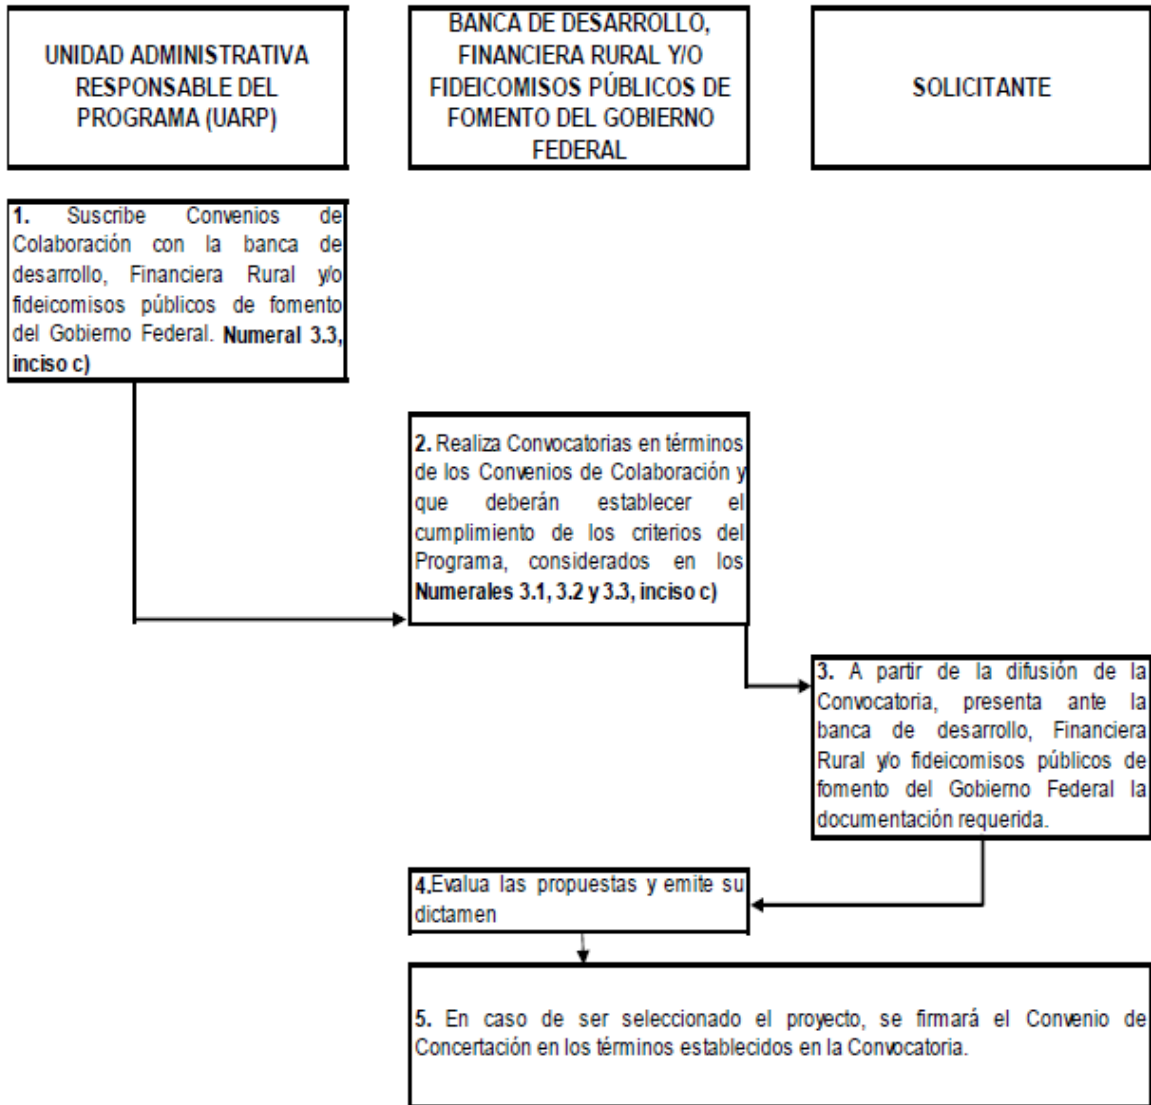 UNIDAD ADMINISTRATIVA
RESPONSABLE DEL
PROGRAMA (UARP)
BANCA DE DESARROLLO,
FINANCIERA RURAL Y/O
FIDEICOMISOS PÚBLICOS DE
FOMENTO DEL GOBIERNO
FEDERAL
SOLICITANTE
1. Suscribe Convenios de
Colaboración con la banca de
desarrollo, Financiera Rural y/o
fideicomisos públicos de fomento
del Gobierno Federal. Numeral 3.3,
inciso c)
2. Realiza Convocatorias en términos
de los Convenios de Colaboración y
que deberán establecer el
cumplimiento de los criterios del
Programa, considerados en los
Numerales 3.1, 3.2 y 3.3, inciso c)
3. A partir de la difusión de la
Convocatoria, presenta ante la
banca de desarrollo, Financiera
Rural y/o fideicomisos públicos de
fomento del Gobierno Federal la
documentación requerida.
4.Evalua las propuestas y emite su
dictamen
5. En caso de ser seleccionado el proyecto, se firmará el Convenio de
Concertación en los términos establecidos en la Convocatoria.